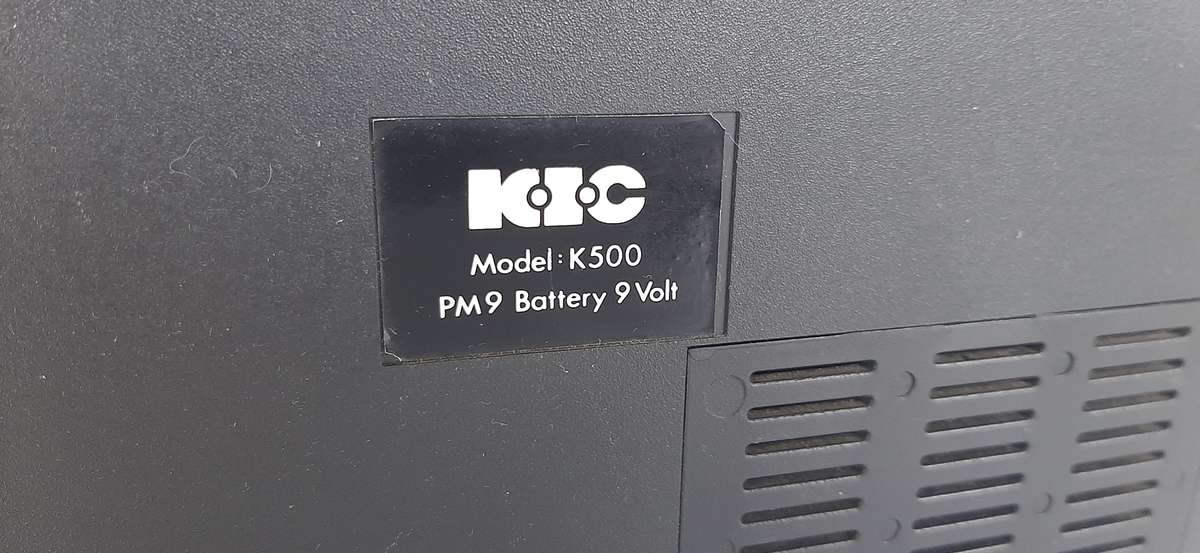 KIC
Model: K500
PM9 Battery 9 Volt